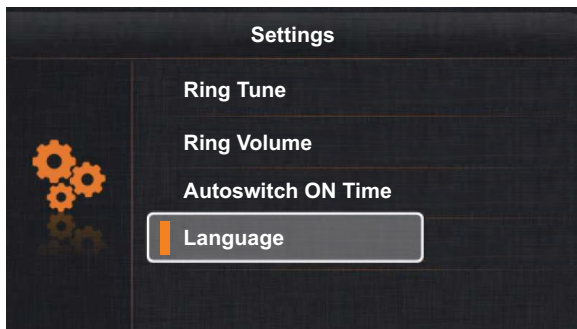 Settings
Ring Tune
Ring Volume
Autoswitch ON Time
Language